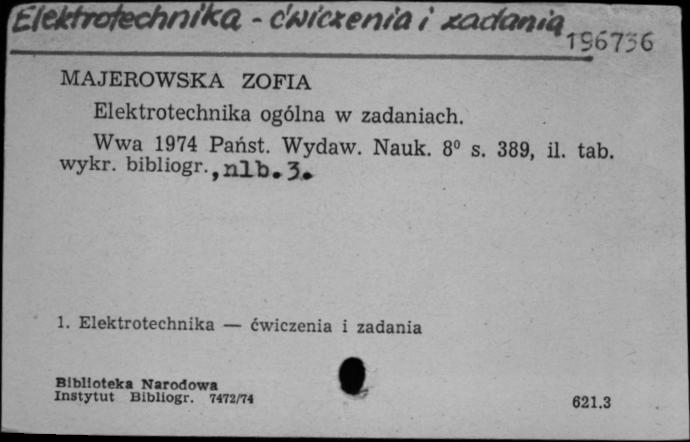 Elektrotechnika - ćwiczenia i zadania
196736
MAJEROWSKA ZOFIA
Elektrotechnika ogólna w zadaniach.
Wwa 1974 Państ. Wydaw. Nauk. 8⁰ s. 389, il. tab.
wykr. bibliogr., nlb. 3.
1. Elektrotechnika — ćwiczenia i zadania
Biblioteka Narodowa
Instytut Bibliogr. 7472/74
621.3